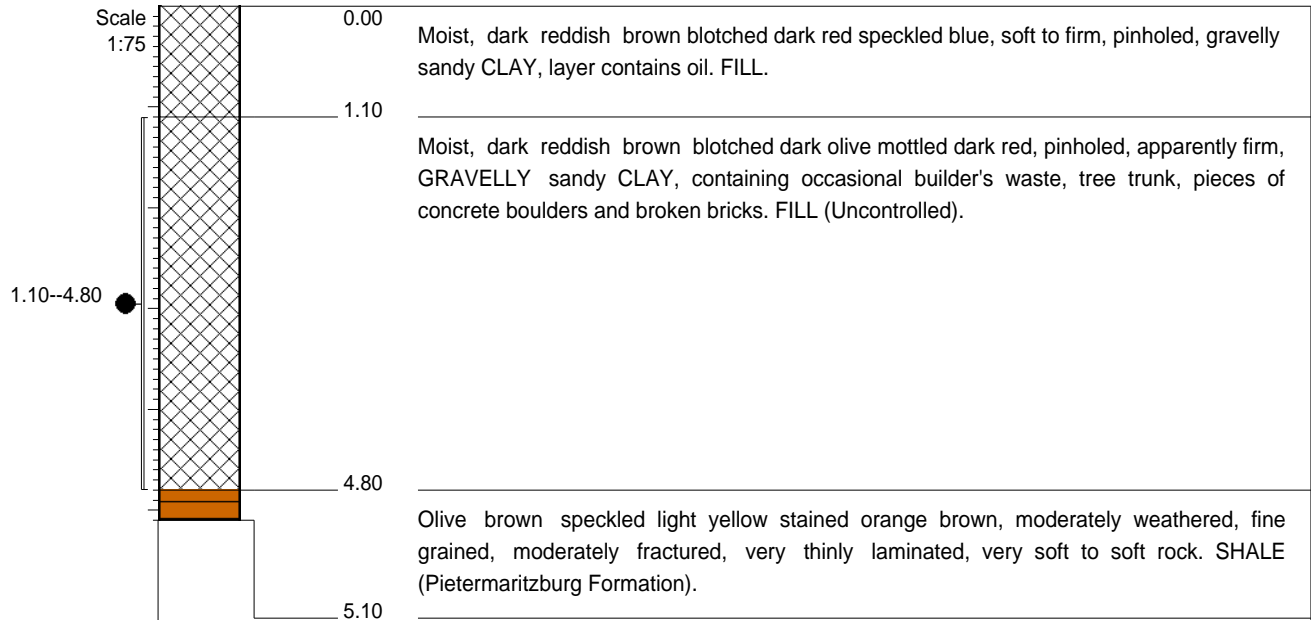 Scale
1:75
0.00
Moist, dark reddish brown blotched dark red speckled blue, soft to firm, pinholed, gravelly
sandy CLAY, layer contains oil. FILL.
1.10
Moist, dark reddish brown blotched dark olive mottled dark red, pinholed, apparently firm,
GRAVELLY sandy CLAY, containing occasional builder's waste, tree trunk, pieces of
concrete boulders and broken bricks. FILL (Uncontrolled).
1.10--4.80
4.80
Olive brown speckled light yellow stained orange brown, moderately weathered, fine
grained, moderately fractured, very thinly laminated, very soft to soft rock. SHALE
(Pietermaritzburg Formation).
5.10